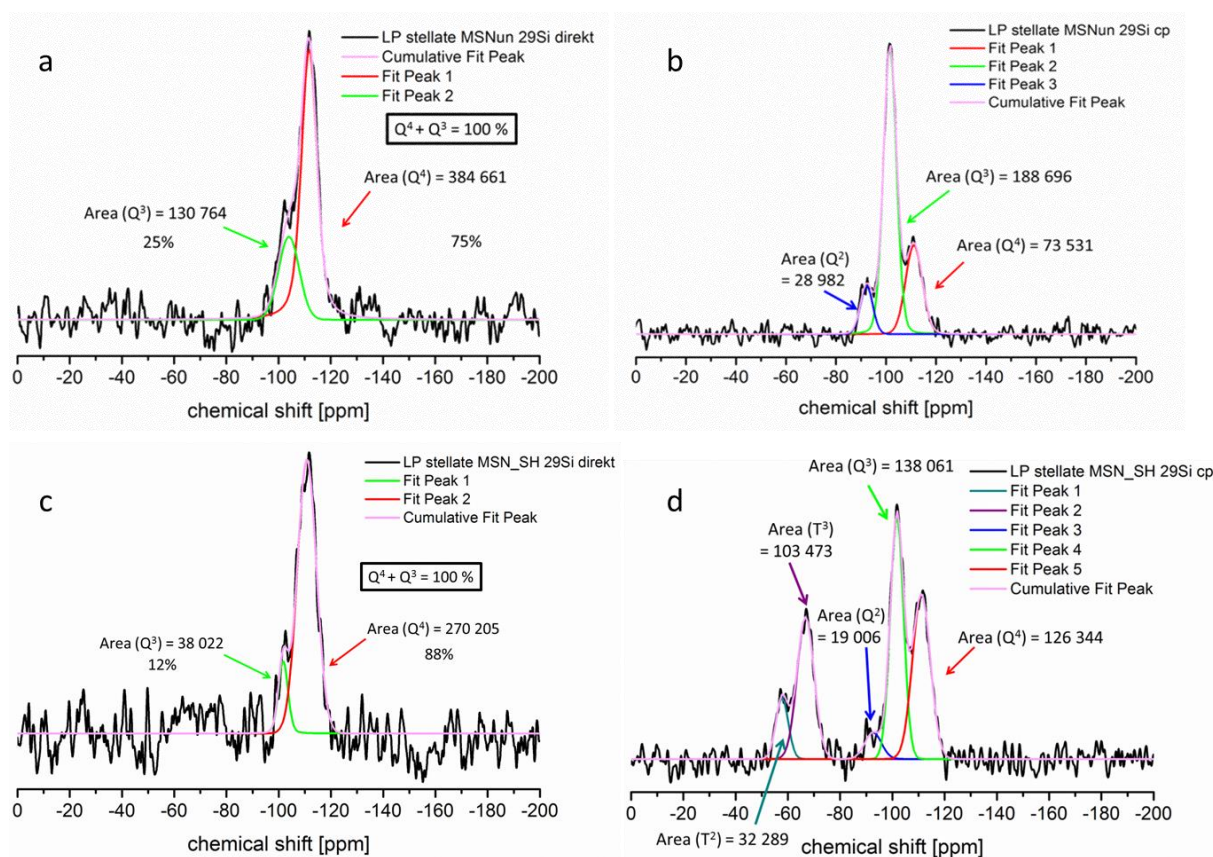 a
LP stellate MSNun 29Si direkt
Cumulative Fit Peak
Fit Peak 1
Fit Peak 2
Q⁴ + Q³ = 100 %
Area (Q⁴) = 384 661
75%
Area (Q³) = 130 764
25%
0 -20 -40 -60 -80 -100 -120 -140 -160 -180 -200
chemical shift [ppm]
b
LP stellate MSNun 29Si cp
Fit Peak 1
Fit Peak 2
Fit Peak 3
Cumulative Fit Peak
Area (Q³) = 188 696
Area (Q²)
= 28 982
Area (Q⁴) = 73 531
0 -20 -40 -60 -80 -100 -120 -140 -160 -180 -200
chemical shift [ppm]
c
LP stellate MSN_SH 29Si direkt
Fit Peak 1
Fit Peak 2
Cumulative Fit Peak
Q⁴ + Q³ = 100 %
Area (Q³) = 38 022
12%
Area (Q⁴) = 270 205
88%
0 -20 -40 -60 -80 -100 -120 -140 -160 -180 -200
chemical shift [ppm]
d
Area (Q³) = 138 061
LP stellate MSN_SH 29Si cp
Fit Peak 1
Fit Peak 2
Fit Peak 3
Fit Peak 4
Fit Peak 5
Cumulative Fit Peak
Area (T³)
= 103 473
Area (Q²)
= 19 006
Area (Q⁴) = 126 344
0 -20 -40 -60 -80 -100 -120 -140 -160 -180 -200
Area (T²) = 32 289
chemical shift [ppm]